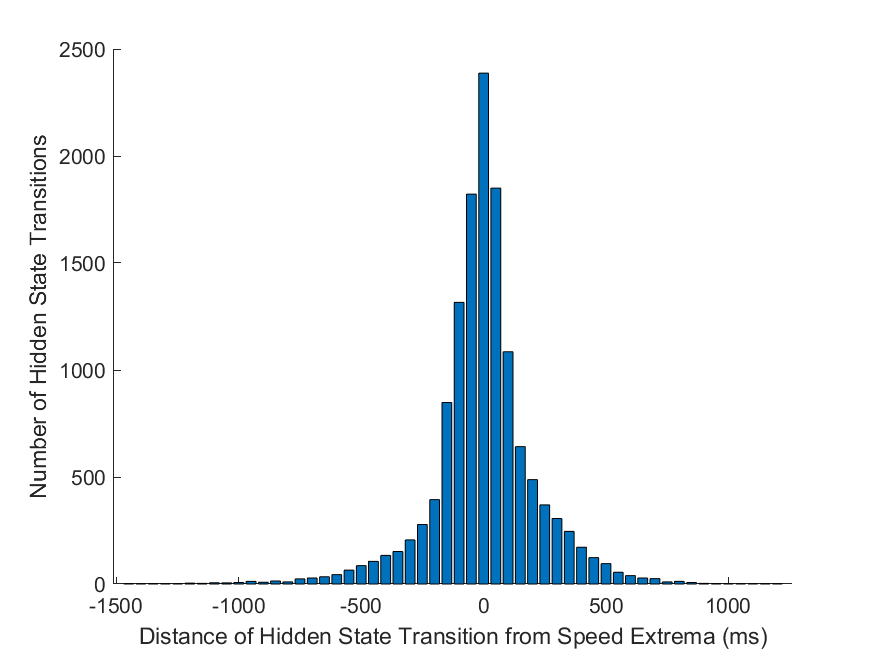 2500
2000
1500
1000
500
0
Number of Hidden State Transitions
-1500 -1000 -500 0 500 1000
Distance of Hidden State Transition from Speed Extrema (ms)